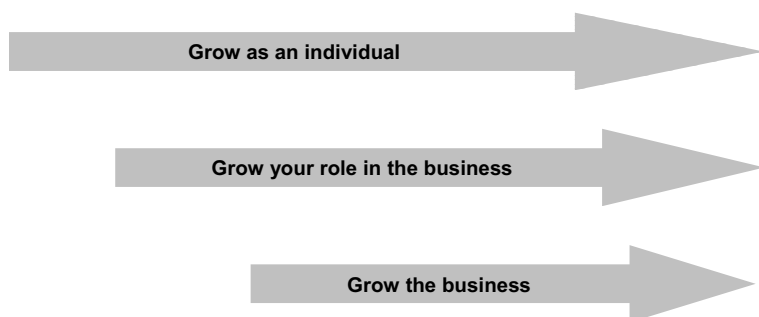 Grow as an individual
Grow your role in the business
Grow the business